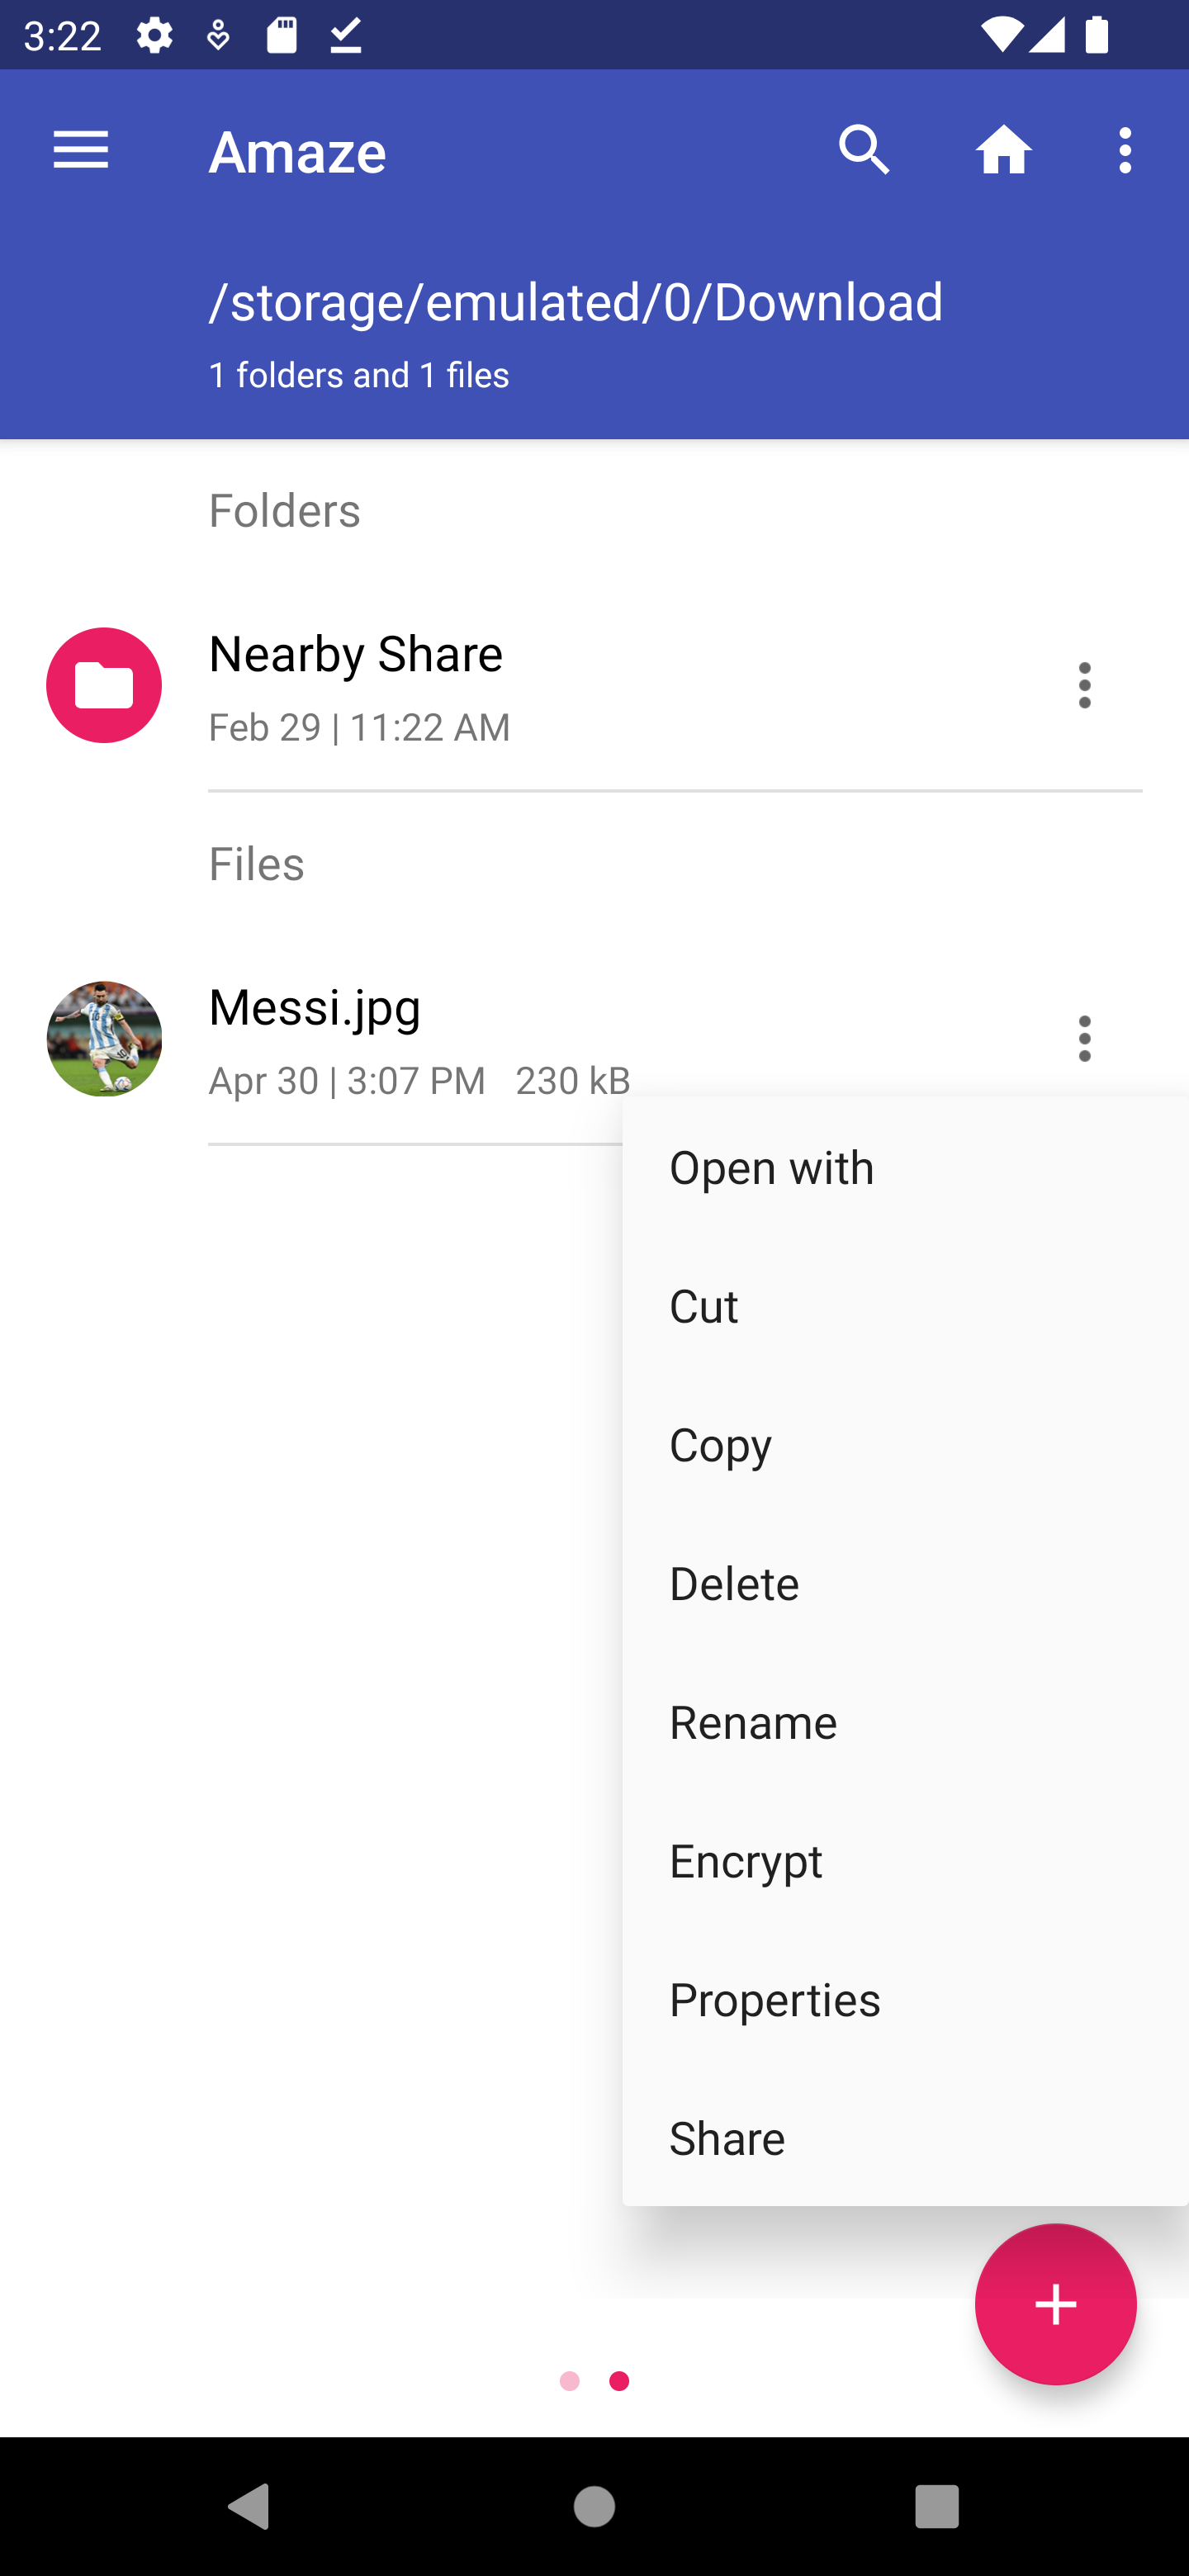 3:22
Amaze
/storage/emulated/0/Download
1 folders and 1 files
Folders
Nearby Share
Feb 29 | 11:22 AM
Files
Messi.jpg
Apr 30 | 3:07 PM 230 kB
Open with
Cut
Copy
Delete
Rename
Encrypt
Properties
Share